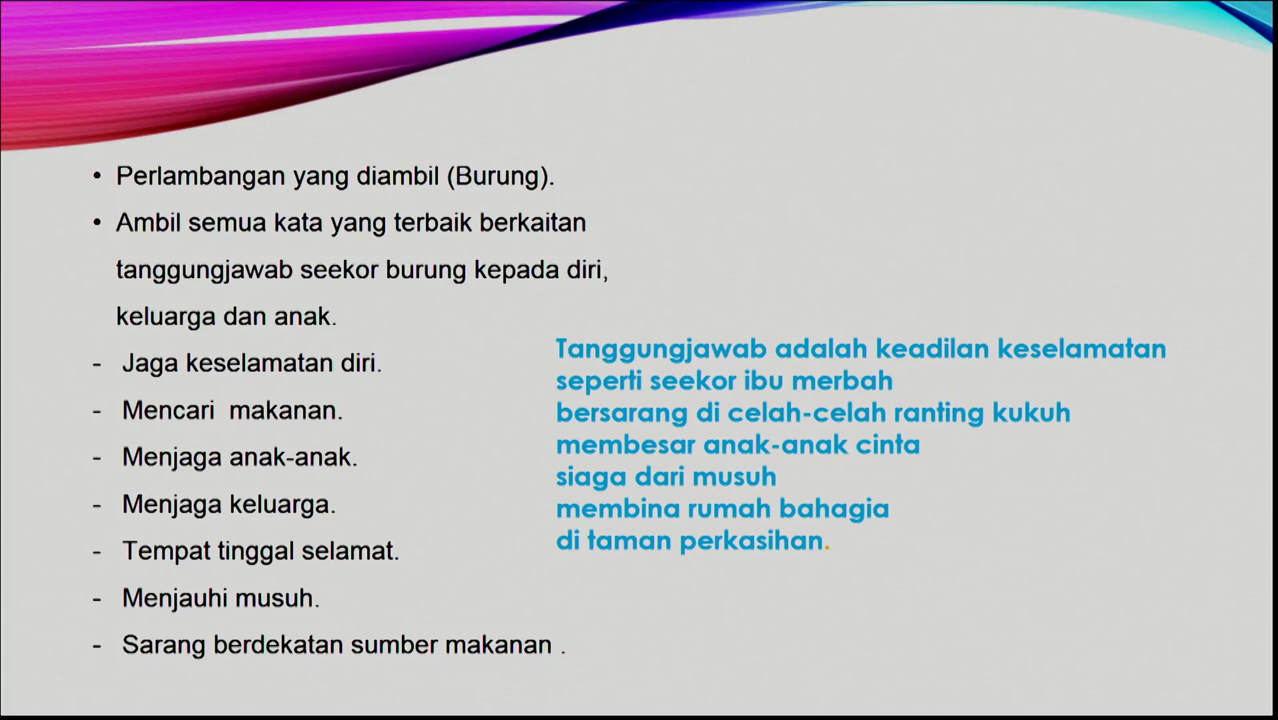 • Perlambangan yang diambil (Burung).
• Ambil semua kata yang terbaik berkaitan
tanggungjawab seekor burung kepada diri,
keluarga dan anak.
- Jaga keselamatan diri.
- Mencari makanan.
- Menjaga anak-anak.
- Menjaga keluarga.
- Tempat tinggal selamat.
- Menjauhi musuh.
- Sarang berdekatan sumber makanan .
Tanggungjawab adalah keadilan keselamatan
seperti seekor ibu merbah
bersarang di celah-celah ranting kukuh
membesar anak-anak cinta
siaga dari musuh
membina rumah bahagia
di taman perkasihan.